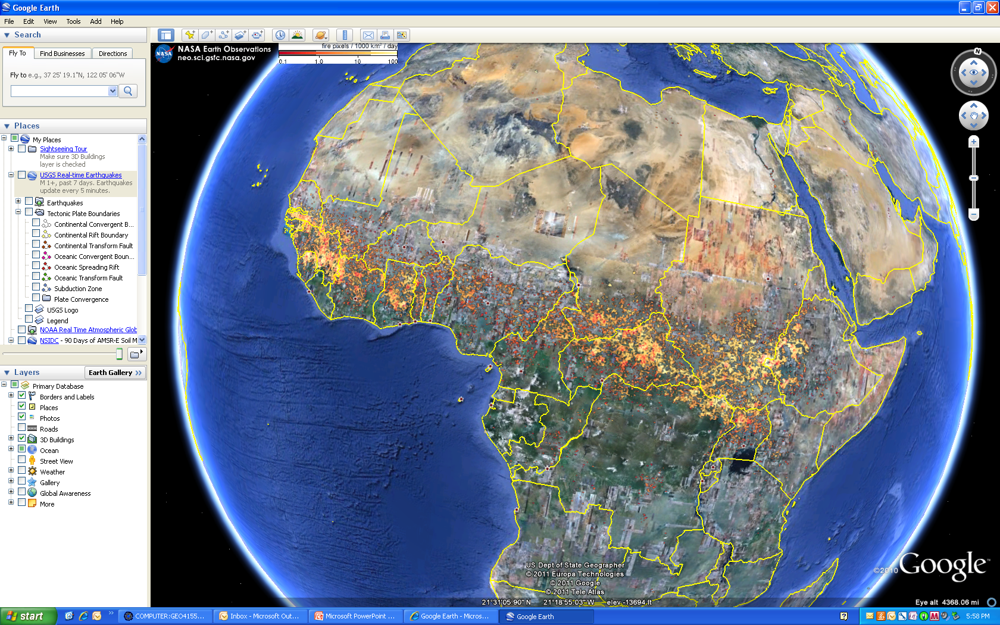 Google Earth
File Edit View Tools Add Help
Search
Fly To Find Businesses Directions
Fly to e.g., 37 25' 19.1"N, 122 05' 06"W
Places
My Places
Sightseeing Tour
Make sure 3D Buildings
layer is checked
USGS Real-time Earthquakes
M 1+, past 7 days. Earthquakes
update every 5 minutes.
Earthquakes
Tectonic Plate Boundaries
Continental Convergent B...
Continental Rift Boundary
Continental Transform Fault
Oceanic Convergent Boun...
Oceanic Spreading Rift
Oceanic Transform Fault
Subduction Zone
Plate Convergence
USGS Logo
Legend
NOAA Real Time Atmospheric Glob
NSIDC - 90 Days of AMSR-E Soil M
Layers
Earth Gallery »
Primary Database
Borders and Labels
Places
Photos
Roads
3D Buildings
Ocean
Street View
Weather
Gallery
Global Awareness
More
NASA
NASA Earth Observations
neo.sci.gsfc.nasa.gov
fire pixels / 1000 km² / day
0.1 1.0 10 100
N
US Dept of State Geographer
© 2011 Europa Technologies
© 2011 Google
© 2011 Tele Atlas
©2010 Google™
21°31'05.90" N 21°18'55.03" W elev -13694 ft
Eye alt 4368.06 mi
start
COMPUTER:GEO4155...
Inbox - Microsoft Out...
Microsoft PowerPoint ...
Google Earth - Micros...
Google Earth
5:58 PM